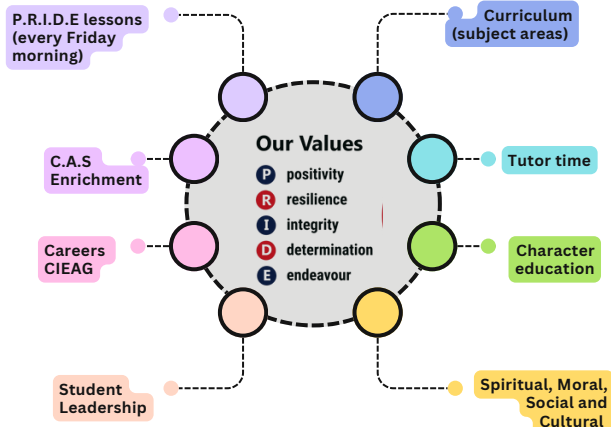 P.R.I.D.E lessons
(every Friday
morning)
Curriculum
(subject areas)
C.A.S
Enrichment
Tutor time
Our Values
P positivity
R resilience
I integrity
D determination
E endeavour
Careers
CIEAG
Character
education
Student
Leadership
Spiritual, Moral,
Social and
Cultural